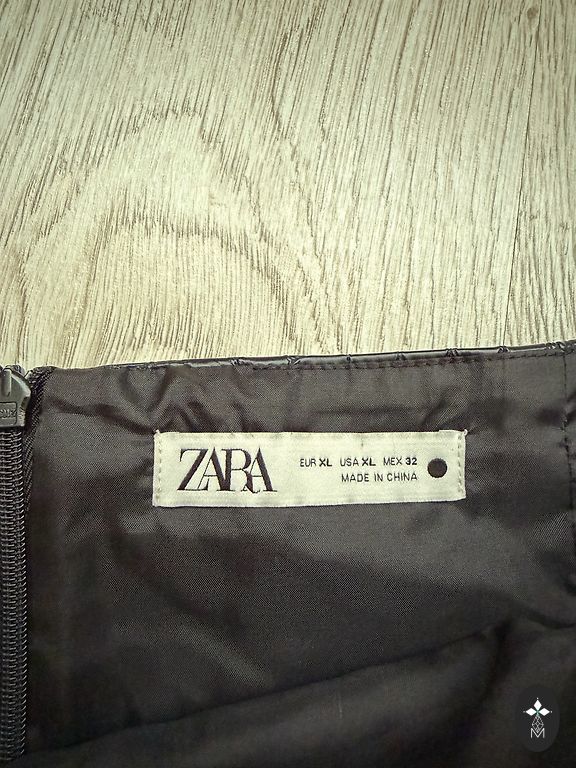 ZARA
EUR XL USA XL MEX 32
MADE IN CHINA